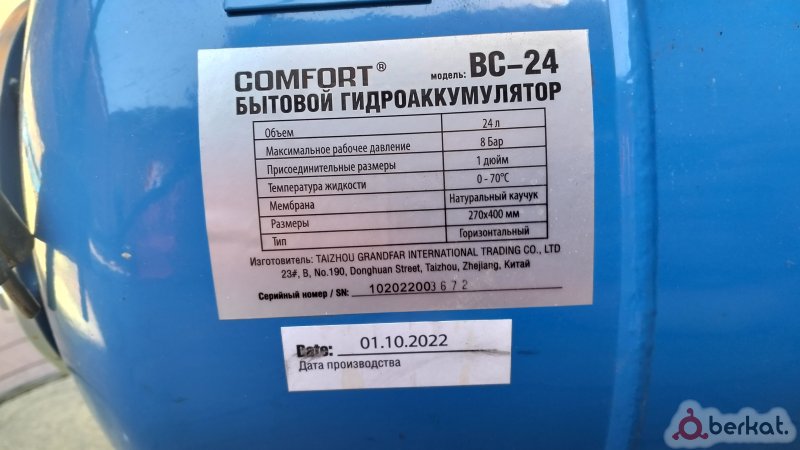 COMFORT® модель: BC-24
БЫТОВОЙ ГИДРОАККУМУЛЯТОР
Объем 24 л
Максимальное рабочее давление 8 Бар
Присоединительные размеры 1 дюйм
Температура жидкости 0 - 70°С
Мембрана Натуральный каучук
Размеры 270х400 мм
Тип Горизонтальный
Изготовитель: TAIZHOU GRANDFAR INTERNATIONAL TRADING CO., LTD
23#, B, No.190, Donghuan Street, Taizhou, Zhejiang, Китай
Серийный номер / SN: 102022003672
Date: 01.10.2022
Дата производства
berkat.